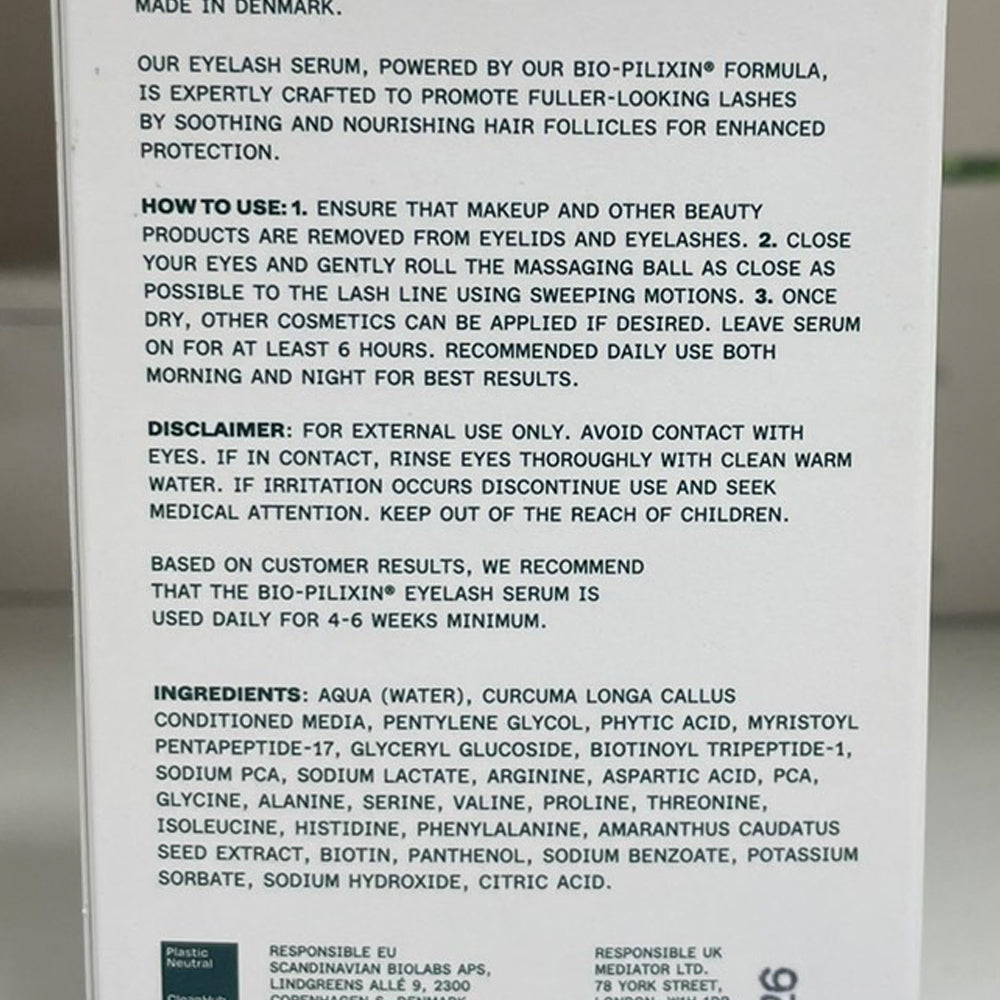 MADE IN DENMARK.
OUR EYELASH SERUM, POWERED BY OUR BIO-PILIXIN® FORMULA,
IS EXPERTLY CRAFTED TO PROMOTE FULLER-LOOKING LASHES
BY SOOTHING AND NOURISHING HAIR FOLLICLES FOR ENHANCED
PROTECTION.
HOW TO USE: 1. ENSURE THAT MAKEUP AND OTHER BEAUTY
PRODUCTS ARE REMOVED FROM EYELIDS AND EYELASHES. 2. CLOSE
YOUR EYES AND GENTLY ROLL THE MASSAGING BALL AS CLOSE AS
POSSIBLE TO THE LASH LINE USING SWEEPING MOTIONS. 3. ONCE
DRY, OTHER COSMETICS CAN BE APPLIED IF DESIRED. LEAVE SERUM
ON FOR AT LEAST 6 HOURS. RECOMMENDED DAILY USE BOTH
MORNING AND NIGHT FOR BEST RESULTS.
DISCLAIMER: FOR EXTERNAL USE ONLY. AVOID CONTACT WITH
EYES. IF IN CONTACT, RINSE EYES THOROUGHLY WITH CLEAN WARM
WATER. IF IRRITATION OCCURS DISCONTINUE USE AND SEEK
MEDICAL ATTENTION. KEEP OUT OF THE REACH OF CHILDREN.
BASED ON CUSTOMER RESULTS, WE RECOMMEND
THAT THE BIO-PILIXIN® EYELASH SERUM IS
USED DAILY FOR 4-6 WEEKS MINIMUM.
INGREDIENTS: AQUA (WATER), CURCUMA LONGA CALLUS
CONDITIONED MEDIA, PENTYLENE GLYCOL, PHYTIC ACID, MYRISTOYL
PENTAPEPTIDE-17, GLYCERYL GLUCOSIDE, BIOTINOYL TRIPEPTIDE-1,
SODIUM PCA, SODIUM LACTATE, ARGININE, ASPARTIC ACID, PCA,
GLYCINE, ALANINE, SERINE, VALINE, PROLINE, THREONINE,
ISOLEUCINE, HISTIDINE, PHENYLALANINE, AMARANTHUS CAUDATUS
SEED EXTRACT, BIOTIN, PANTHENOL, SODIUM BENZOATE, POTASSIUM
SORBATE, SODIUM HYDROXIDE, CITRIC ACID.
Plastic
Neutral
RESPONSIBLE EU
SCANDINAVIAN BIOLABS APS,
LINDGREENS ALLÉ 9, 2300
COPENHAGEN S, DENMARK
RESPONSIBLE UK
MEDIATOR LTD.
78 YORK STREET,